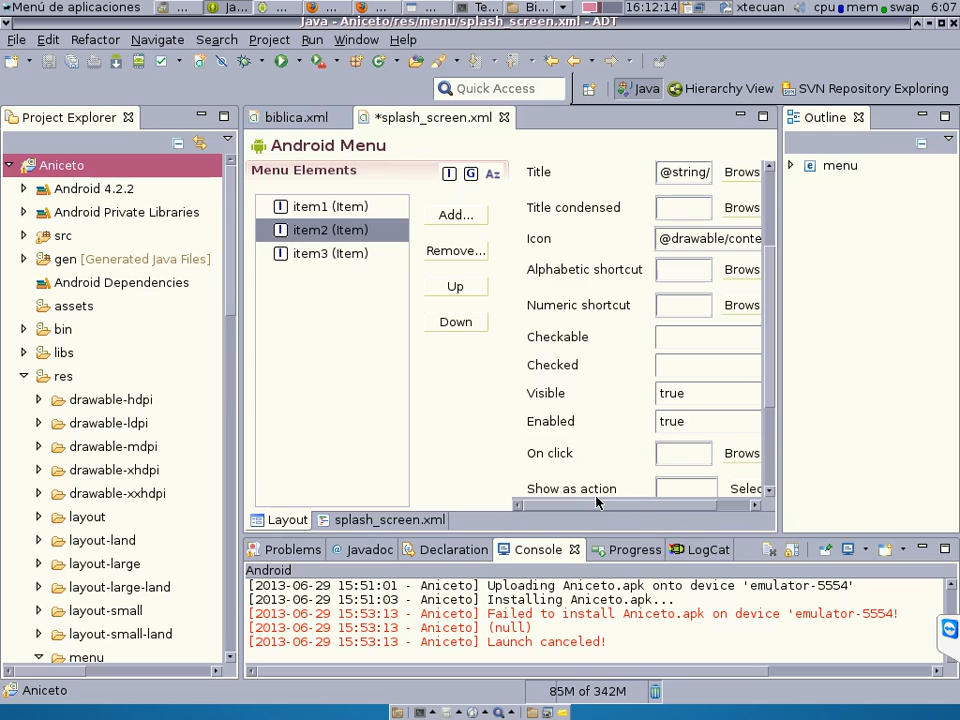 Menú de aplicaciones
...
Ja...
...
...
...
...
Te...
...
Bi...
16:12:14
xtecuan
cpu mem swap
6:07
Java - Aniceto/res/menu/splash_screen.xml - ADT
File Edit Refactor Navigate Search Project Run Window Help
Quick Access
Java Hierarchy View SVN Repository Exploring
Project Explorer
biblica.xml
*splash_screen.xml
Outline
Aniceto
Android 4.2.2
Android Private Libraries
src
gen [Generated Java Files]
Android Dependencies
assets
bin
libs
res
drawable-hdpi
drawable-ldpi
drawable-mdpi
drawable-xhdpi
drawable-xxhdpi
layout
layout-land
layout-large
layout-large-land
layout-small
layout-small-land
menu
Aniceto
Android Menu
Menu Elements
I G Az
I item1 (Item)
I item2 (Item)
I item3 (Item)
Add...
Remove...
Up
Down
Title @string/ Brows
Title condensed Brows
Icon @drawable/conte
Alphabetic shortcut Brows
Numeric shortcut Brows
Checkable
Checked
Visible true
Enabled true
On click Brows
Show as action Selec
Layout splash_screen.xml
e menu
Problems Javadoc Declaration Console Progress LogCat
Android
[2013-06-29 15:51:01 - Aniceto] Uploading Aniceto.apk onto device 'emulator-5554'
[2013-06-29 15:51:03 - Aniceto] Installing Aniceto.apk...
[2013-06-29 15:53:13 - Aniceto] Failed to install Aniceto.apk on device 'emulator-5554!
[2013-06-29 15:53:13 - Aniceto] (null)
[2013-06-29 15:53:13 - Aniceto] Launch canceled!
85M of 342M